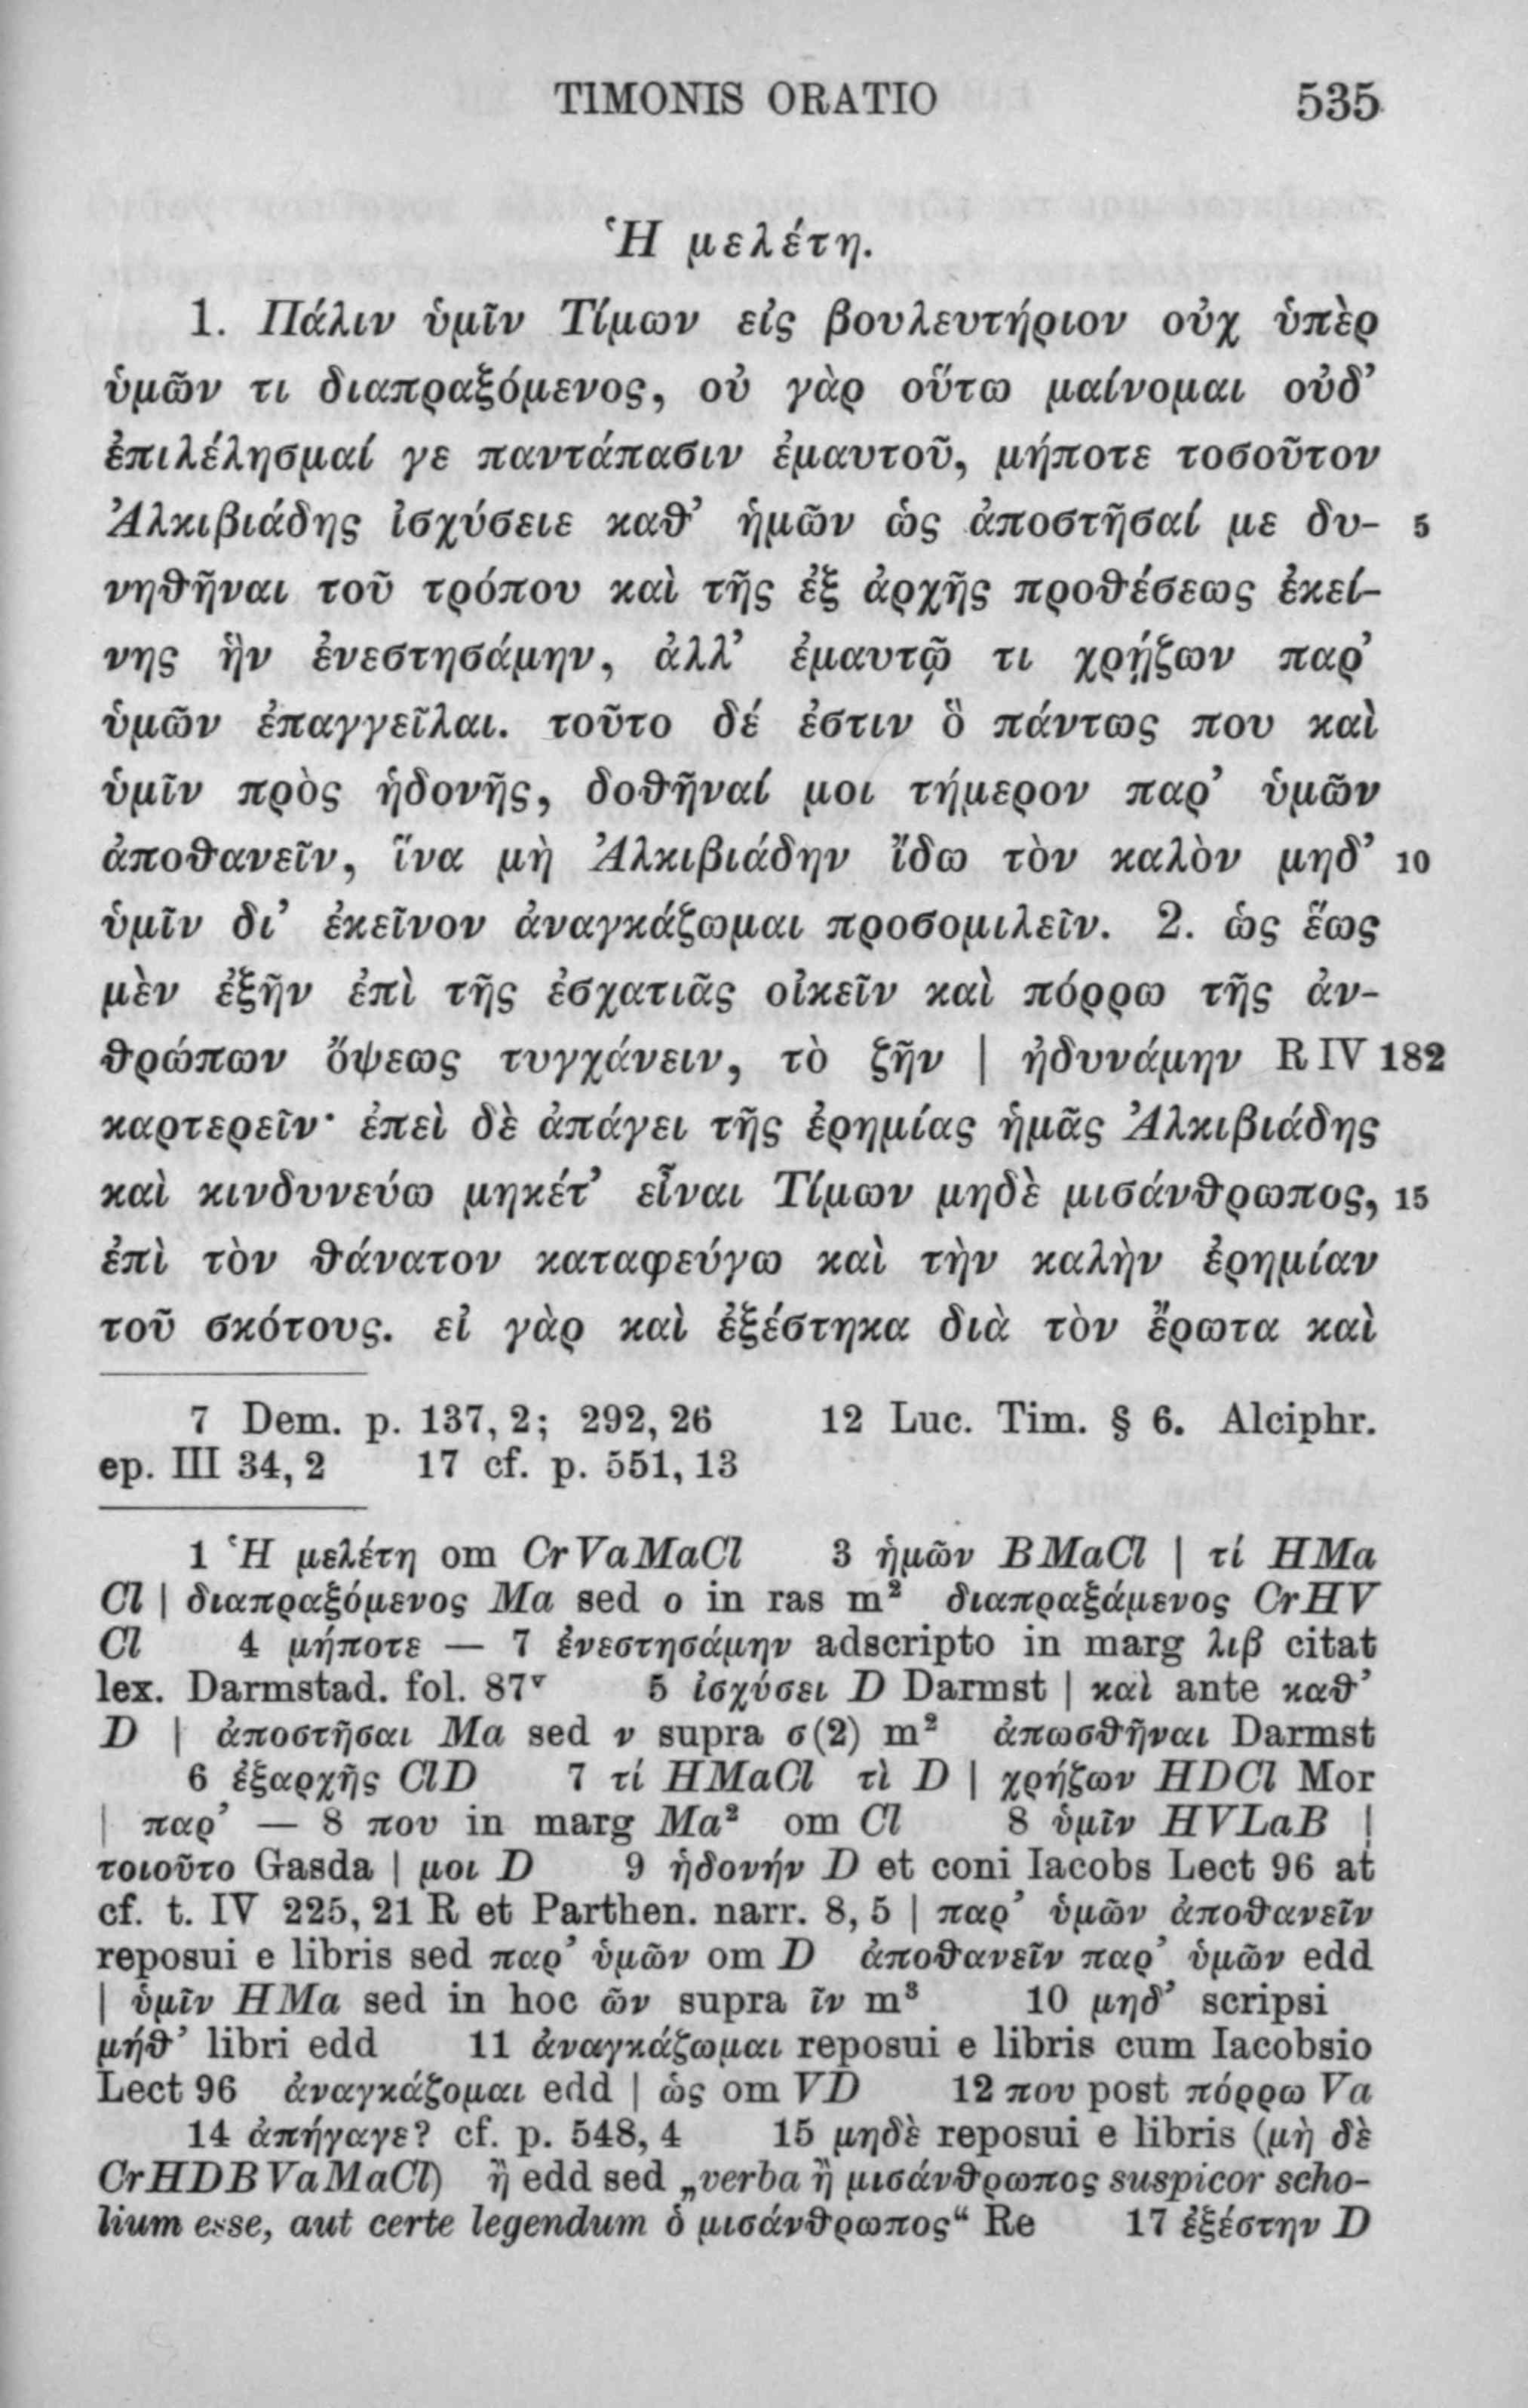 TIMONIS ORATIO 535
Ἡ μελέτη.
1. Πάλιν ὑμῖν Τίμων εἰς βουλευτήριον οὐχ ὑπὲρ
ὑμῶν τι διαπραξόμενος, οὐ γὰρ οὕτω μαίνομαι οὐδ’
ἐπιλέλησμαί γε παντάπασιν ἐμαυτοῦ, μήποτε τοσοῦτον
Ἀλκιβιάδης ἰσχύσειε καθ’ ἡμῶν ὡς ἀποστῆσαί με δυ- 5
νηθῆναι τοῦ τρόπου καὶ τῆς ἐξ ἀρχῆς προθέσεως ἐκεί-
νης ἣν ἐνεστησάμην, ἀλλ’ ἐμαυτῷ τι χρῄζων παρ’
ὑμῶν ἐπαγγεῖλαι. τοῦτο δέ ἐστιν ὃ πάντως που καὶ
ὑμῖν πρὸς ἡδονῆς, δοθῆναί μοι τήμερον παρ’ ὑμῶν
ἀποθανεῖν, ἵνα μὴ Ἀλκιβιάδην ἴδω τὸν καλὸν μηδ’ 10
ὑμῖν δι’ ἐκεῖνον ἀναγκάζωμαι προσομιλεῖν. 2. ὡς ἕως
μὲν ἐξῆν ἐπὶ τῆς ἐσχατιᾶς οἰκεῖν καὶ πόρρω τῆς ἀν-
θρώπων ὄψεως τυγχάνειν, τὸ ζῆν | ἠδυνάμην R IV 182
καρτερεῖν· ἐπεὶ δὲ ἀπάγει τῆς ἐρημίας ἡμᾶς Ἀλκιβιάδης
καὶ κινδυνεύω μηκέτ’ εἶναι Τίμων μηδὲ μισάνθρωπος, 15
ἐπὶ τὸν θάνατον καταφεύγω καὶ τὴν καλὴν ἐρημίαν
τοῦ σκότους. εἰ γὰρ καὶ ἐξέστηκα διὰ τὸν ἔρωτα καὶ
7 Dem. p. 137, 2; 292, 26 12 Luc. Tim. § 6. Alciphr.
ep. III 34, 2 17 cf. p. 551, 13
1 Ἡ μελέτη om CrVaMaCl 3 ἡμῶν BMaCl | τί HMa
Cl | διαπραξόμενος Ma sed ο in ras m² διαπραξάμενος CrHV
Cl 4 μήποτε — 7 ἐνεστησάμην adscripto in marg λιβ citat
lex. Darmstad. fol. 87ᵛ 5 ἰσχύσει D Darmst | καὶ ante καθ’
D | ἀποστῆσαι Ma sed ν supra σ(2) m² ἀπωσθῆναι Darmst
6 ἐξαρχῆς ClD 7 τί HMaCl τὶ D | χρήζων HDCl Mor
| παρ’ — 8 που in marg Ma² om Cl 8 ὑμῖν HVLaB |
τοιοῦτο Gasda | μοι D 9 ἡδονήν D et coni Iacobs Lect 96 at
cf. t. IV 225, 21 R et Parthen. narr. 8, 5 | παρ’ ὑμῶν ἀποθανεῖν
reposui e libris sed παρ’ ὑμῶν om D ἀποθανεῖν παρ’ ὑμῶν edd
| ὑμῖν HMa sed in hoc ῶν supra ῖν m³ 10 μηδ’ scripsi
μήθ’ libri edd 11 ἀναγκάζωμαι reposui e libris cum Iacobsio
Lect 96 ἀναγκάζομαι edd | ὡς om VD 12 που post πόρρω Va
14 ἀπήγαγε? cf. p. 548, 4 15 μηδὲ reposui e libris (μὴ δὲ
CrHDBVaMaCl) ἢ edd sed „verba ἢ μισάνθρωπος suspicor scho-
lium esse, aut certe legendum ὁ μισάνθρωπος“ Re 17 ἐξέστην D